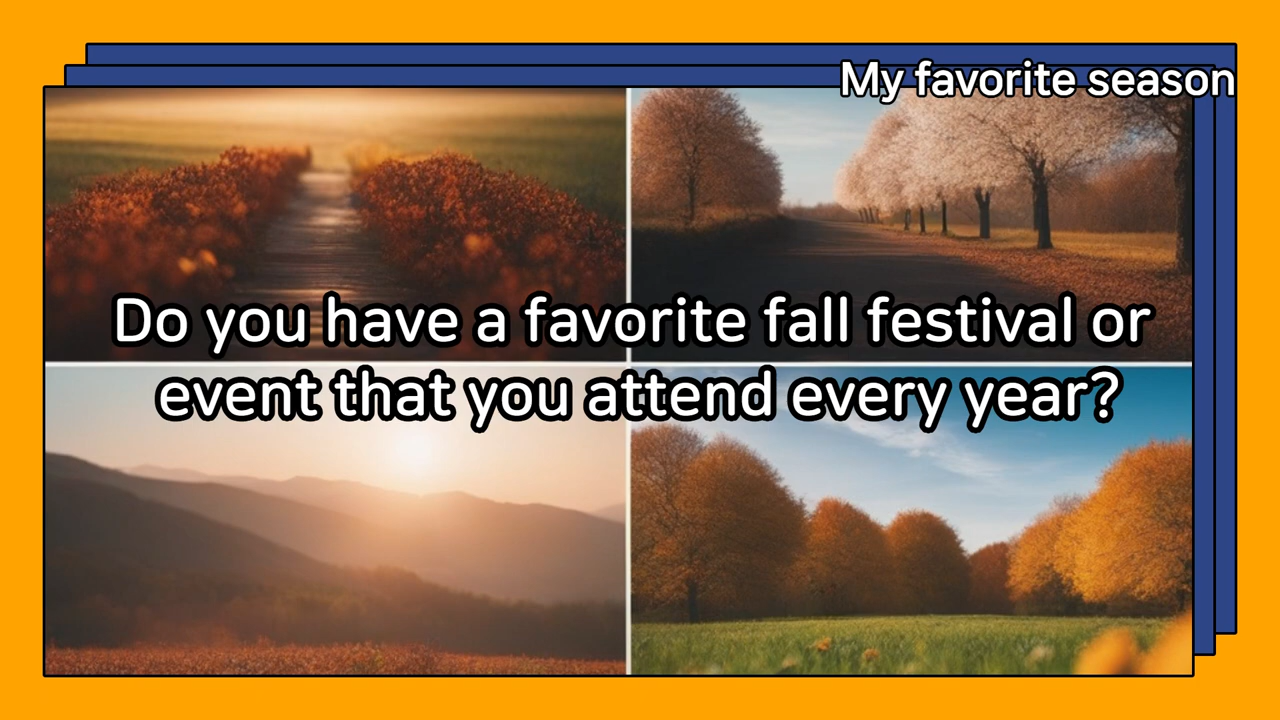 My favorite season
Do you have a favorite fall festival or
event that you attend every year?